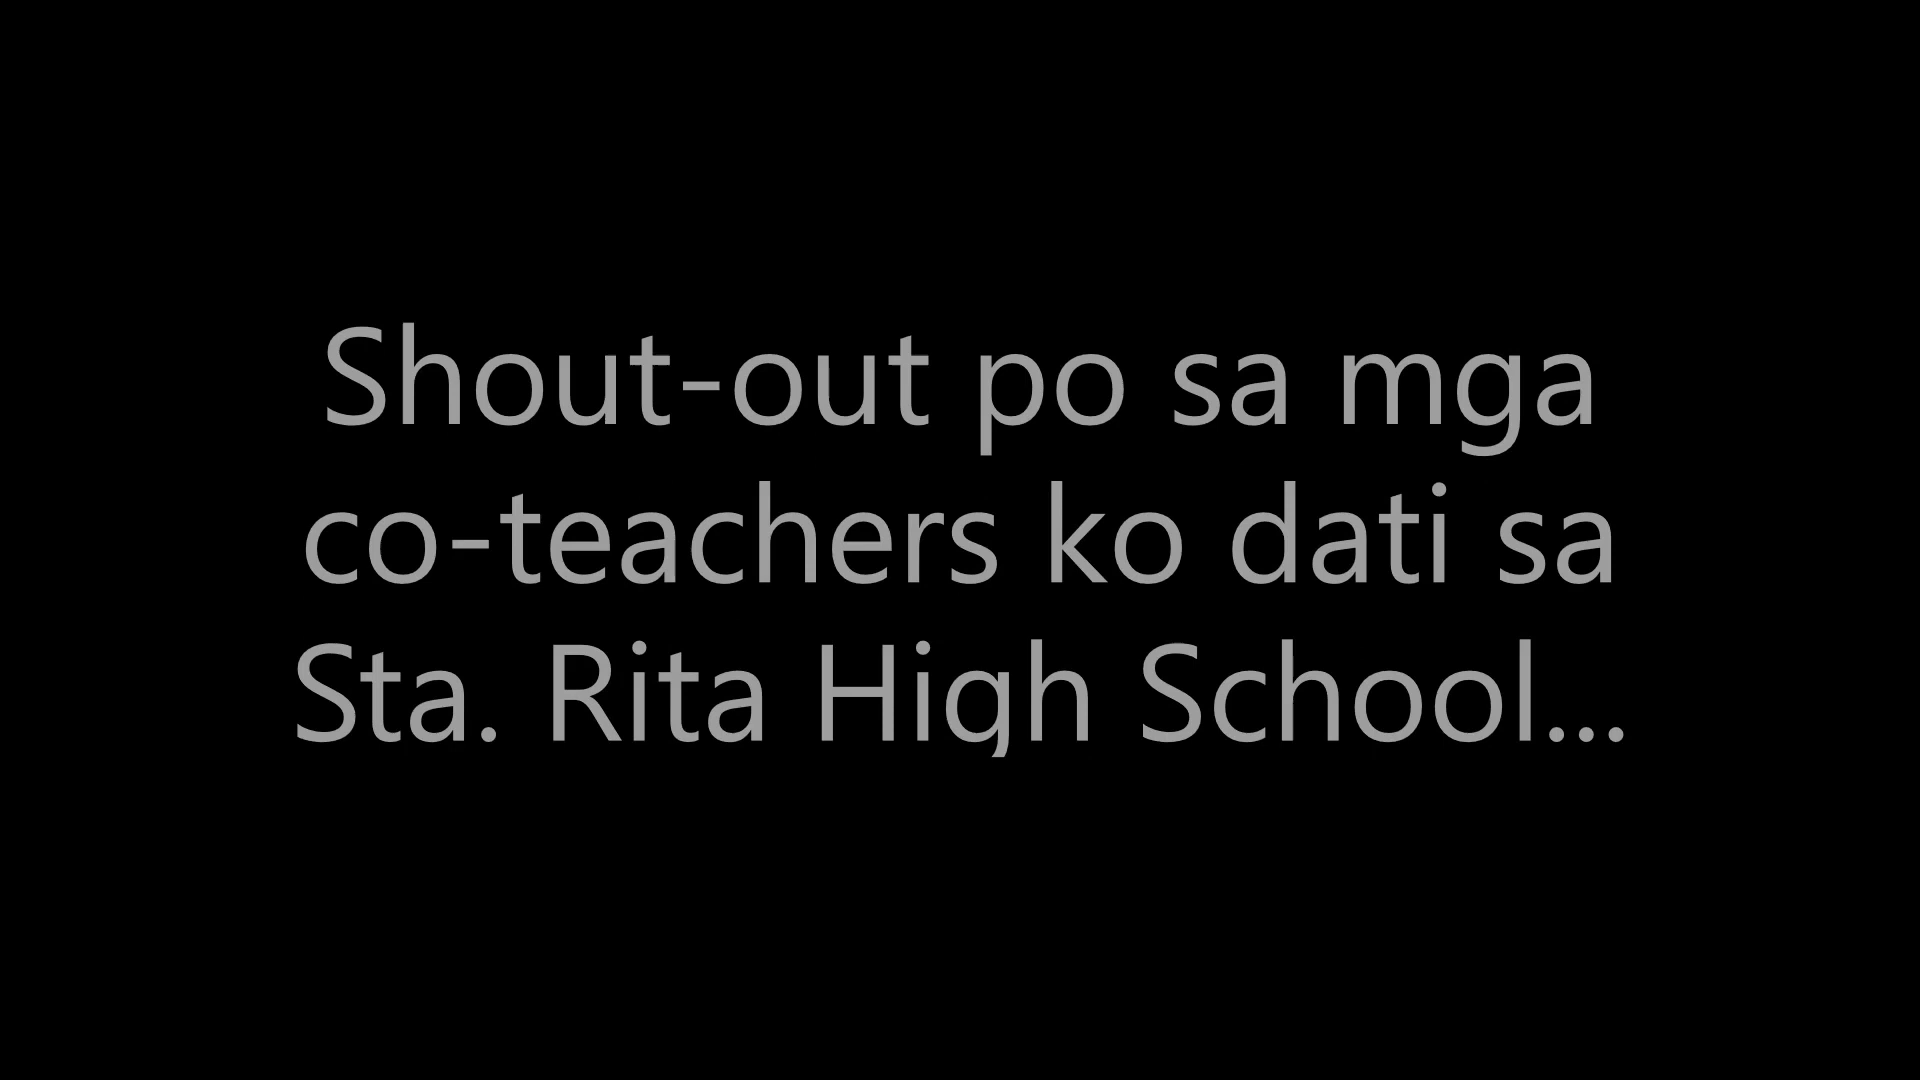 Shout-out po sa mga
co-teachers ko dati sa
Sta. Rita High School...